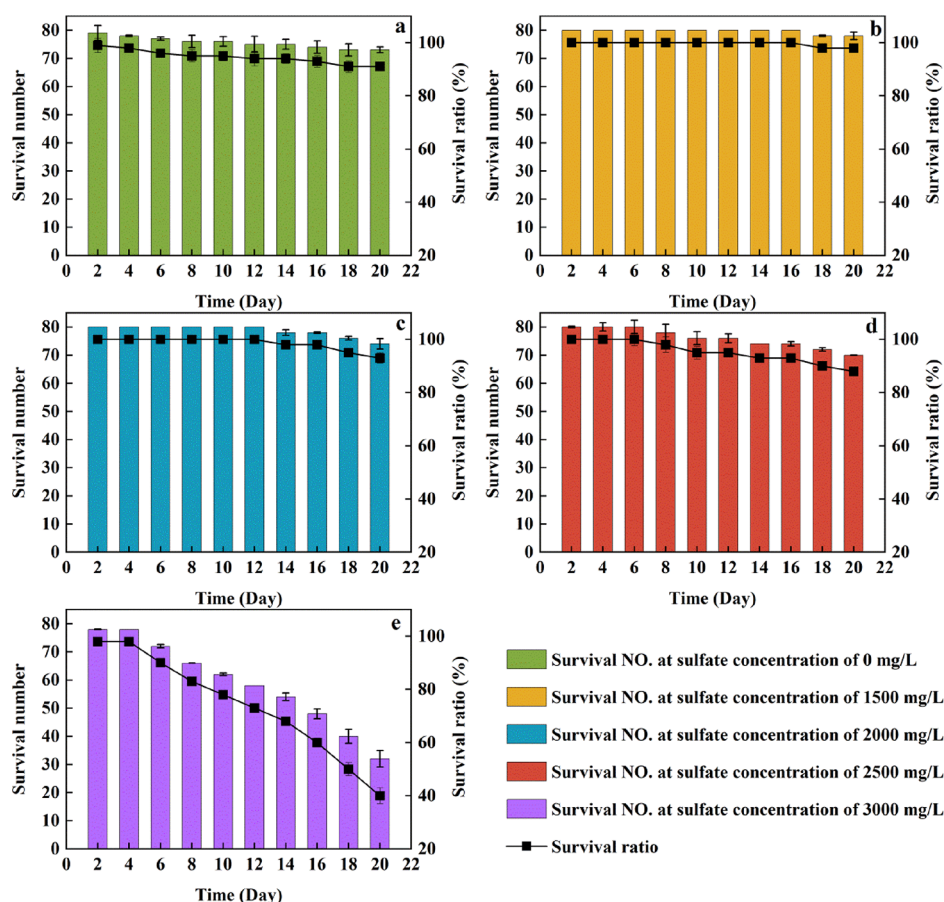 a
80
70
60
50
40
30
20
10
0
Survival number
100
80
60
40
20
Survival ratio (%)
0 2 4 6 8 10 12 14 16 18 20 22
Time (Day)
b
80
70
60
50
40
30
20
10
0
Survival number
100
80
60
40
20
Survival ratio (%)
0 2 4 6 8 10 12 14 16 18 20 22
Time (Day)
c
80
70
60
50
40
30
20
10
0
Survival number
100
80
60
40
20
Survival ratio (%)
0 2 4 6 8 10 12 14 16 18 20 22
Time (Day)
d
80
70
60
50
40
30
20
10
0
Survival number
100
80
60
40
20
Survival ratio (%)
0 2 4 6 8 10 12 14 16 18 20 22
Time (Day)
e
80
70
60
50
40
30
20
10
0
Survival number
100
80
60
40
20
Survival ratio (%)
0 2 4 6 8 10 12 14 16 18 20 22
Time (Day)
Survival NO. at sulfate concentration of 0 mg/L
Survival NO. at sulfate concentration of 1500 mg/L
Survival NO. at sulfate concentration of 2000 mg/L
Survival NO. at sulfate concentration of 2500 mg/L
Survival NO. at sulfate concentration of 3000 mg/L
Survival ratio